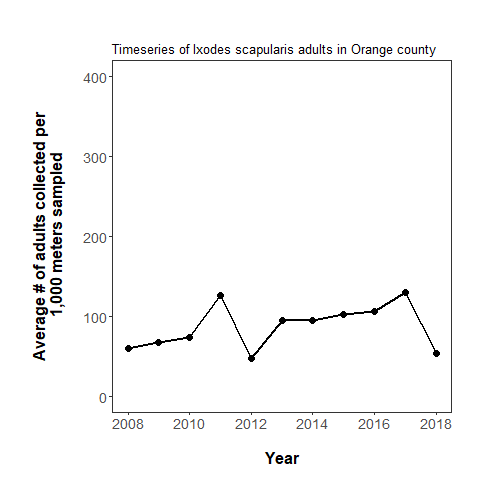 Timeseries of Ixodes scapularis adults in Orange county
Average # of adults collected per
1,000 meters sampled
400
300
200
100
0
2008
2010
2012
2014
2016
2018
Year